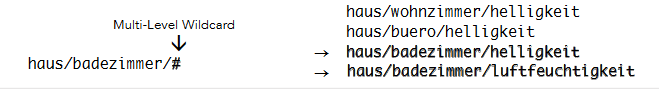 haus/wohnzimmer/helligkeit
Multi-Level Wildcard
haus/buero/helligkeit
↓
→ haus/badezimmer/helligkeit
haus/badezimmer/#
→ haus/badezimmer/luftfeuchtigkeit